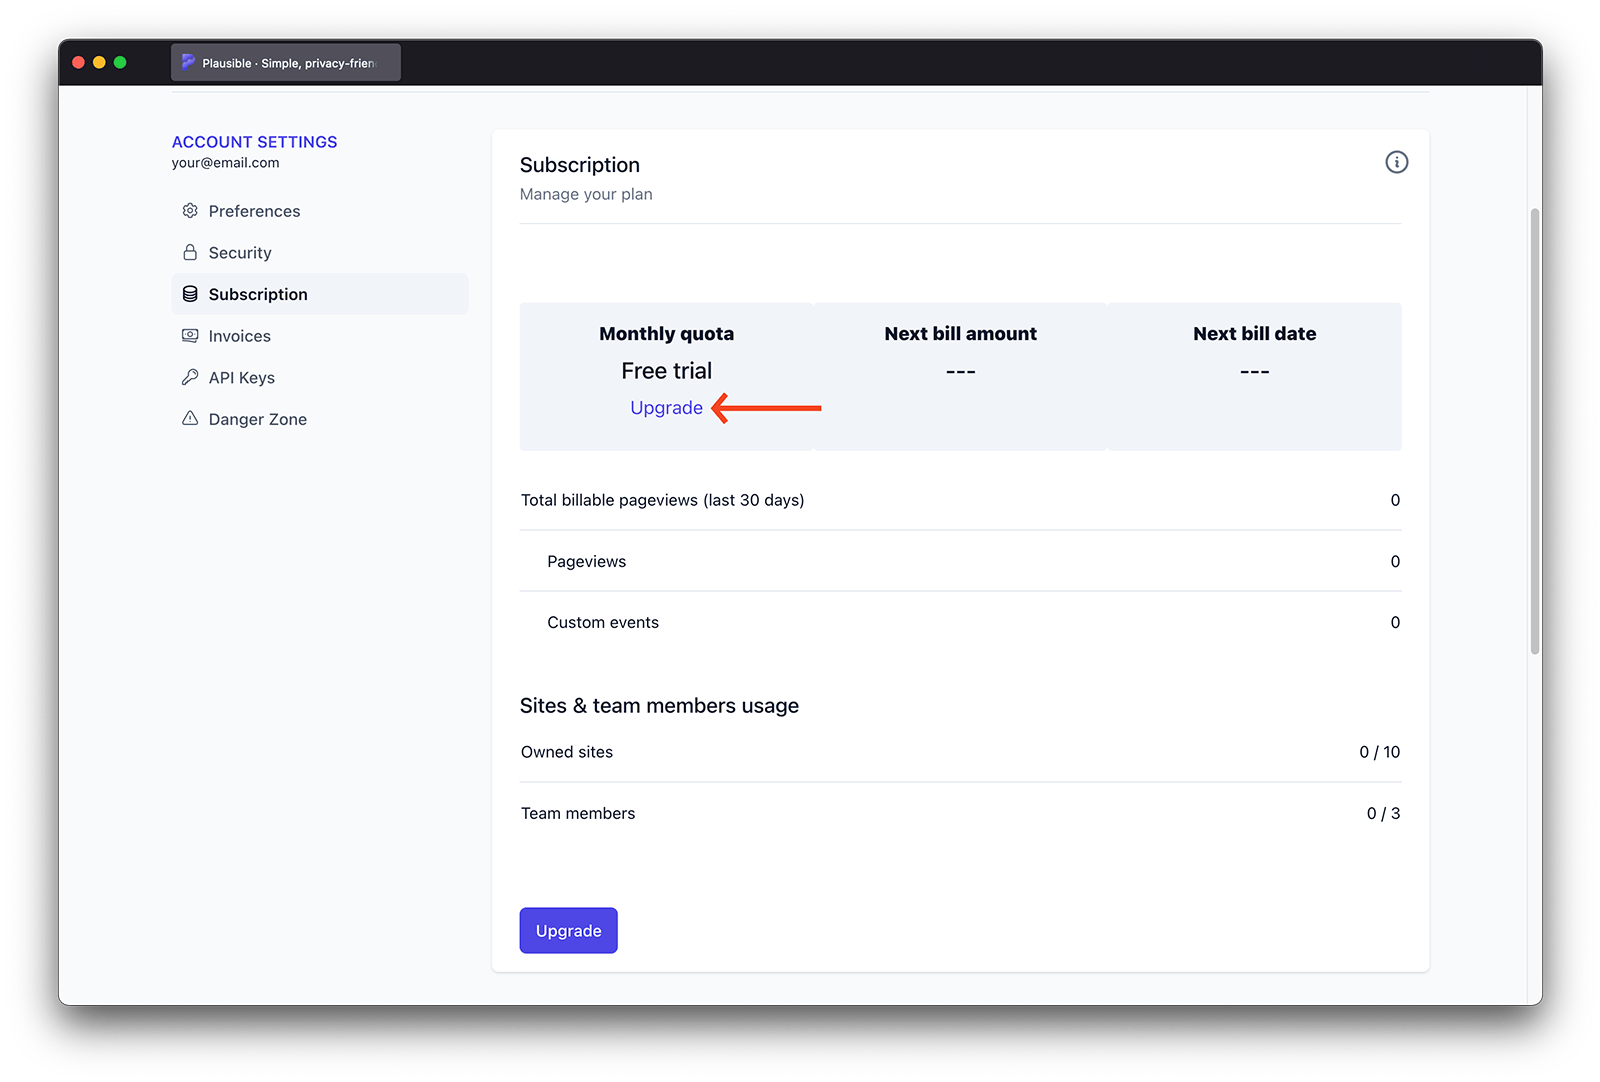 Plausible · Simple, privacy-frien
ACCOUNT SETTINGS
your@email.com
Preferences
Security
Subscription
Invoices
API Keys
Danger Zone
Subscription
Manage your plan
Monthly quota
Free trial
Upgrade
Next bill amount
---
Next bill date
---
Total billable pageviews (last 30 days) 0
Pageviews 0
Custom events 0
Sites & team members usage
Owned sites 0 / 10
Team members 0 / 3
Upgrade